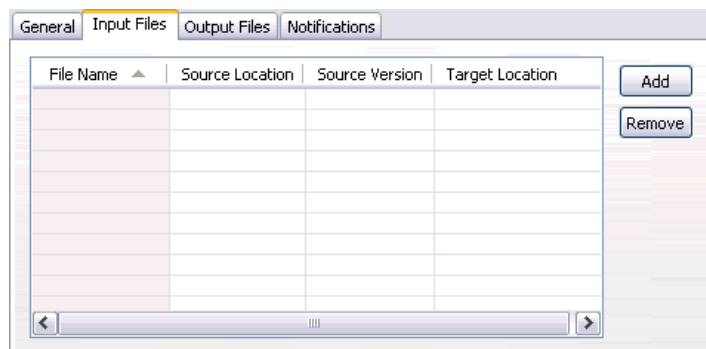 General Input Files Output Files Notifications
File Name Source Location Source Version Target Location
Add
Remove